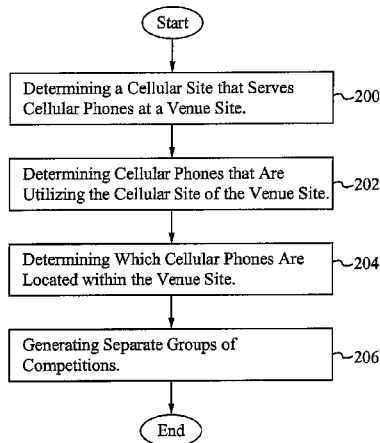 Start
Determining a Cellular Site that Serves
Cellular Phones at a Venue Site.
200
Determining Cellular Phones that Are
Utilizing the Cellular Site of the Venue Site.
202
Determining Which Cellular Phones Are
Located within the Venue Site.
204
Generating Separate Groups of
Competitions.
206
End